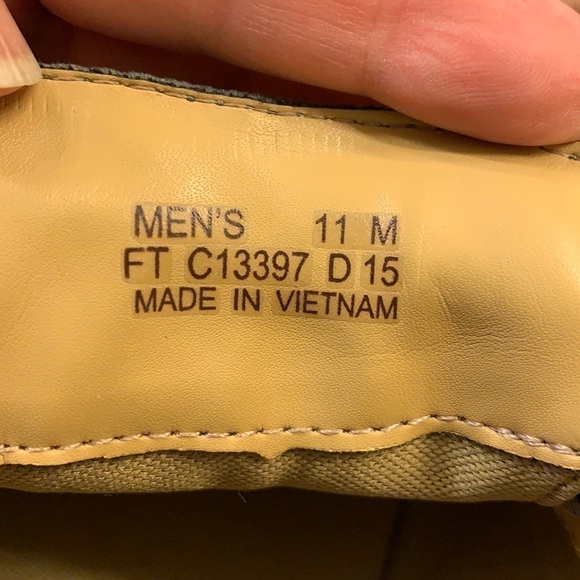 MEN'S 11 M
FT C13397 D 15
MADE IN VIETNAM